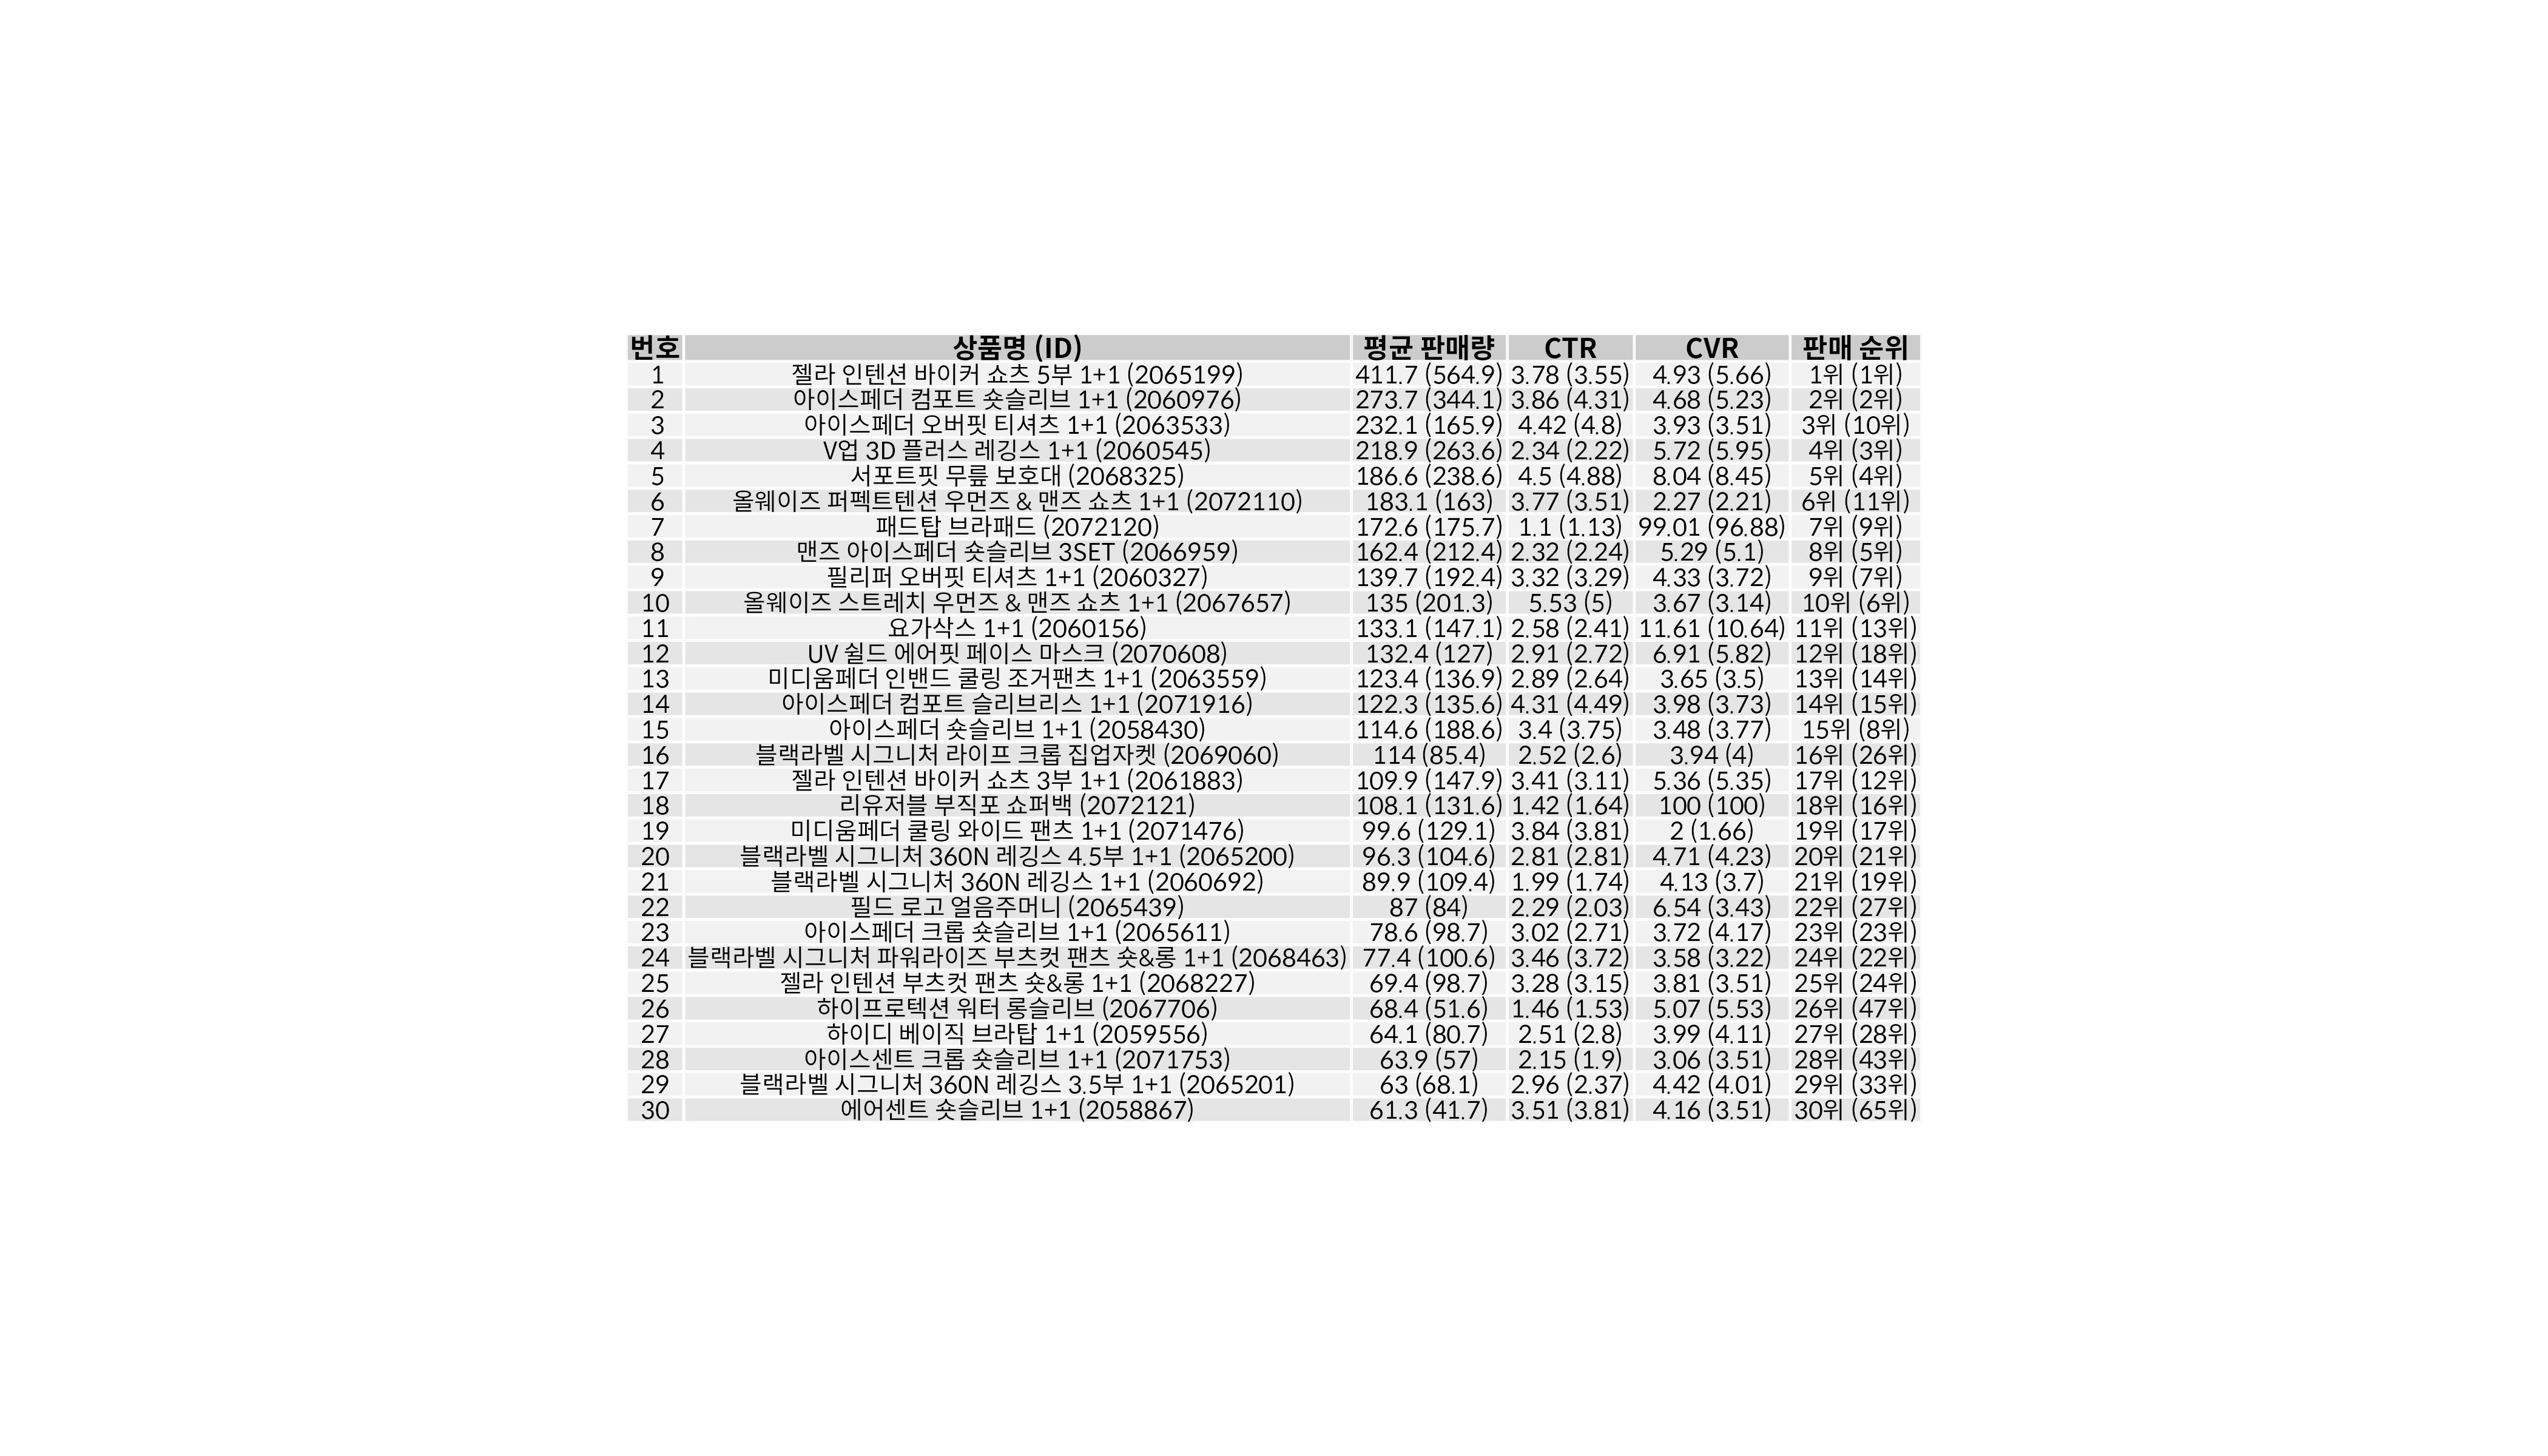 번호 상품명 (ID) 평균 판매량 CTR CVR 판매 순위
1 젤라 인텐션 바이커 쇼츠 5부 1+1 (2065199) 411.7 (564.9) 3.78 (3.55) 4.93 (5.66) 1위 (1위)
2 아이스페더 컴포트 숏슬리브 1+1 (2060976) 273.7 (344.1) 3.86 (4.31) 4.68 (5.23) 2위 (2위)
3 아이스페더 오버핏 티셔츠 1+1 (2063533) 232.1 (165.9) 4.42 (4.8) 3.93 (3.51) 3위 (10위)
4 V업 3D 플러스 레깅스 1+1 (2060545) 218.9 (263.6) 2.34 (2.22) 5.72 (5.95) 4위 (3위)
5 서포트핏 무릎 보호대 (2068325) 186.6 (238.6) 4.5 (4.88) 8.04 (8.45) 5위 (4위)
6 올웨이즈 퍼펙트텐션 우먼즈 & 맨즈 쇼츠 1+1 (2072110) 183.1 (163) 3.77 (3.51) 2.27 (2.21) 6위 (11위)
7 패드탑 브라패드 (2072120) 172.6 (175.7) 1.1 (1.13) 99.01 (96.88) 7위 (9위)
8 맨즈 아이스페더 숏슬리브 3SET (2066959) 162.4 (212.4) 2.32 (2.24) 5.29 (5.1) 8위 (5위)
9 필리퍼 오버핏 티셔츠 1+1 (2060327) 139.7 (192.4) 3.32 (3.29) 4.33 (3.72) 9위 (7위)
10 올웨이즈 스트레치 우먼즈 & 맨즈 쇼츠 1+1 (2067657) 135 (201.3) 5.53 (5) 3.67 (3.14) 10위 (6위)
11 요가삭스 1+1 (2060156) 133.1 (147.1) 2.58 (2.41) 11.61 (10.64) 11위 (13위)
12 UV 쉴드 에어핏 페이스 마스크 (2070608) 132.4 (127) 2.91 (2.72) 6.91 (5.82) 12위 (18위)
13 미디움페더 인밴드 쿨링 조거팬츠 1+1 (2063559) 123.4 (136.9) 2.89 (2.64) 3.65 (3.5) 13위 (14위)
14 아이스페더 컴포트 슬리브리스 1+1 (2071916) 122.3 (135.6) 4.31 (4.49) 3.98 (3.73) 14위 (15위)
15 아이스페더 숏슬리브 1+1 (2058430) 114.6 (188.6) 3.4 (3.75) 3.48 (3.77) 15위 (8위)
16 블랙라벨 시그니처 라이프 크롭 집업자켓 (2069060) 114 (85.4) 2.52 (2.6) 3.94 (4) 16위 (26위)
17 젤라 인텐션 바이커 쇼츠 3부 1+1 (2061883) 109.9 (147.9) 3.41 (3.11) 5.36 (5.35) 17위 (12위)
18 리유저블 부직포 쇼퍼백 (2072121) 108.1 (131.6) 1.42 (1.64) 100 (100) 18위 (16위)
19 미디움페더 쿨링 와이드 팬츠 1+1 (2071476) 99.6 (129.1) 3.84 (3.81) 2 (1.66) 19위 (17위)
20 블랙라벨 시그니처 360N 레깅스 4.5부 1+1 (2065200) 96.3 (104.6) 2.81 (2.81) 4.71 (4.23) 20위 (21위)
21 블랙라벨 시그니처 360N 레깅스 1+1 (2060692) 89.9 (109.4) 1.99 (1.74) 4.13 (3.7) 21위 (19위)
22 필드 로고 얼음주머니 (2065439) 87 (84) 2.29 (2.03) 6.54 (3.43) 22위 (27위)
23 아이스페더 크롭 숏슬리브 1+1 (2065611) 78.6 (98.7) 3.02 (2.71) 3.72 (4.17) 23위 (23위)
24 블랙라벨 시그니처 파워라이즈 부츠컷 팬츠 숏&롱 1+1 (2068463) 77.4 (100.6) 3.46 (3.72) 3.58 (3.22) 24위 (22위)
25 젤라 인텐션 부츠컷 팬츠 숏&롱 1+1 (2068227) 69.4 (98.7) 3.28 (3.15) 3.81 (3.51) 25위 (24위)
26 하이프로텍션 워터 롱슬리브 (2067706) 68.4 (51.6) 1.46 (1.53) 5.07 (5.53) 26위 (47위)
27 하이디 베이직 브라탑 1+1 (2059556) 64.1 (80.7) 2.51 (2.8) 3.99 (4.11) 27위 (28위)
28 아이스센트 크롭 숏슬리브 1+1 (2071753) 63.9 (57) 2.15 (1.9) 3.06 (3.51) 28위 (43위)
29 블랙라벨 시그니처 360N 레깅스 3.5부 1+1 (2065201) 63 (68.1) 2.96 (2.37) 4.42 (4.01) 29위 (33위)
30 에어센트 숏슬리브 1+1 (2058867) 61.3 (41.7) 3.51 (3.81) 4.16 (3.51) 30위 (65위)